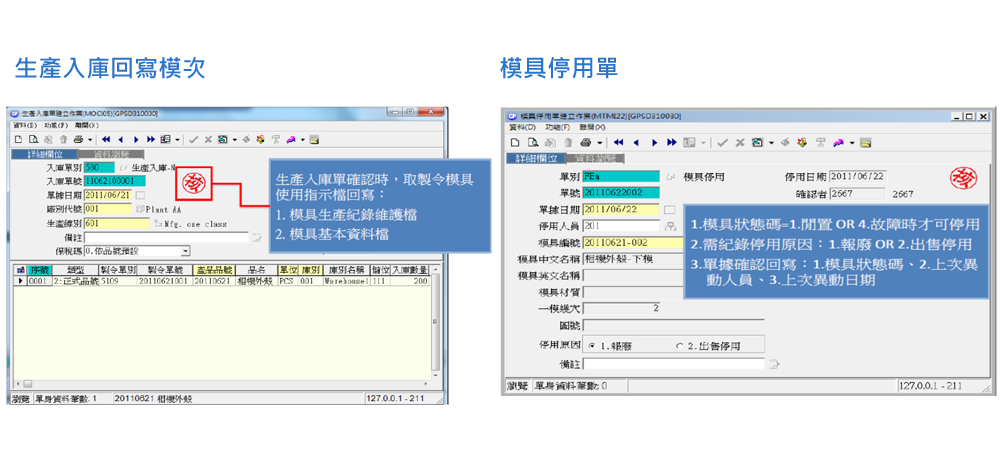 生產入庫回寫模次
模具停用單
生產入庫單建立作業(MOCI05)[GPSD310030]
資料(D) 功能(F) 離開(X)
詳細欄位 資料瀏覽
入庫單別 580 生產入庫-N
入庫單號 11062100001
單據日期 2011/06/21
廠別代號 001 Plant AA
生產線別 601 Mfg. one class
備註
保稅碼 0.依品號預設
生產入庫單確認時，取製令模具
使用指示檔回寫：
1. 模具生產紀錄維護檔
2. 模具基本資料檔
序號 類型 製令單別 製令單號 產品品號 品名 單位 庫別 庫別名稱 儲位 入庫數量
0001 2:正式品號 5109 20110621001 20110621 相機外殼 PCS 001 Warehouse1 111 200
瀏覽 單身資料筆數: 1 20110621 相機外殼 127.0.0.1 - 211
模具停用單建立作業(MTMI22)[GPSD310030]
資料(D) 功能(F) 離開(X)
詳細欄位 資料瀏覽
單別 PEa 模具停用 停用日期 2011/06/22
單號 20110622002 確認者 2667 2667
單據日期 2011/06/22
停用人員 201
模具編號 20110621-002
模具中文名稱 相機外殼-下模
模具英文名稱
模具材質
一模幾穴 2
圖號
停用原因 1.報廢 2.出售停用
備註
1.模具狀態碼=1.閒置 OR 4.故障時才可停用
2.需紀錄停用原因：1.報廢 OR 2.出售停用
3.單據確認回寫：1.模具狀態碼、2.上次異
動人員、3.上次異動日期
瀏覽 單身資料筆數: 0 127.0.0.1 - 211